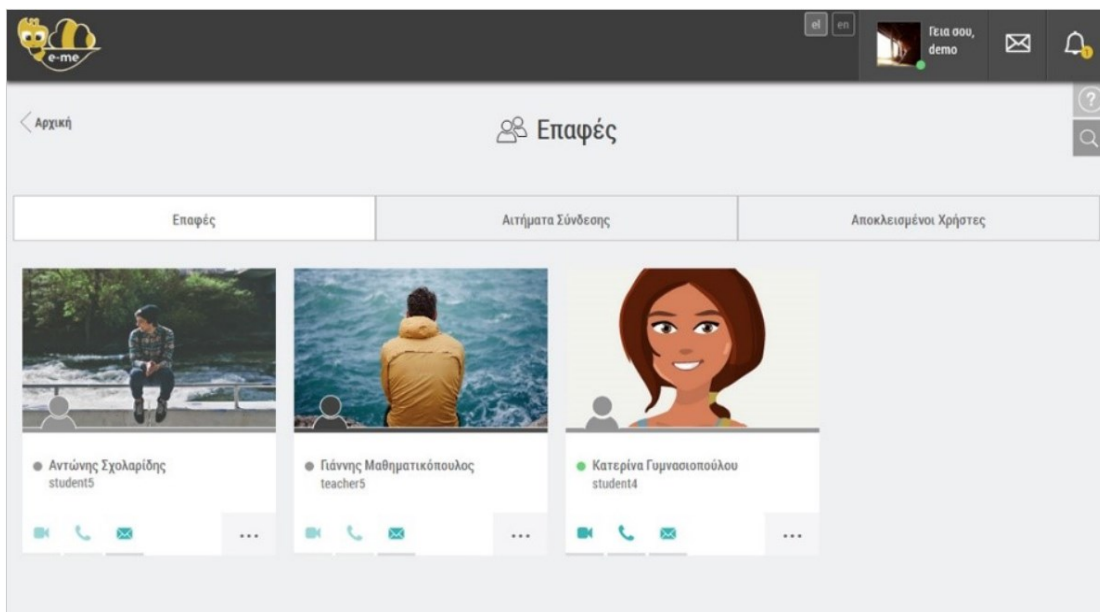 e-me
el en
Γεια σου,
demo
1
Αρχική
?
Επαφές
Επαφές
Αιτήματα Σύνδεσης
Αποκλεισμένοι Χρήστες
Αντώνης Σχολαρίδης
student5
Γιάννης Μαθηματικόπουλος
teacher5
Κατερίνα Γυμνασιοπούλου
student4